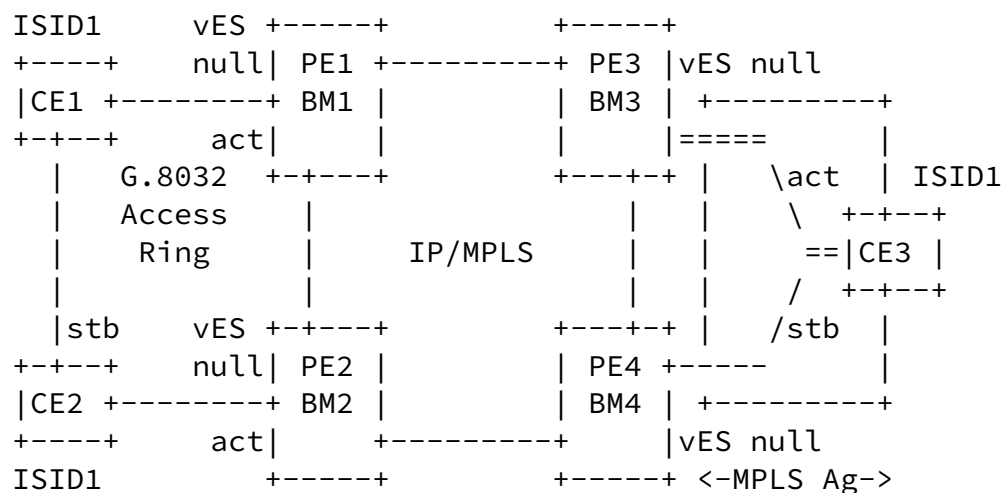 ISID1     vES +-----+         +-----+
+----+    null| PE1 +---------+ PE3 |vES null
|CE1 +--------+ BM1 |         | BM3 | +---------+
+-+--+     act|     |         |     |=====     |
  |   G.8032  +-+---+         +---+-+ |   \act  | ISID1
  |   Access    |                 |   |    \  +-+--+
  |    Ring     |     IP/MPLS     |   |     ==|CE3 |
  |             |                 |   |    /  +-+--+
  |stb    vES +-+---+         +---+-+ |   /stb  |
+-+--+    null| PE2 |         | PE4 +-----      |
|CE2 +--------+ BM2 |         | BM4 | +---------+
+----+     act|     +---------+     |vES null
ISID1         +-----+         +-----+ <-MPLS Ag->